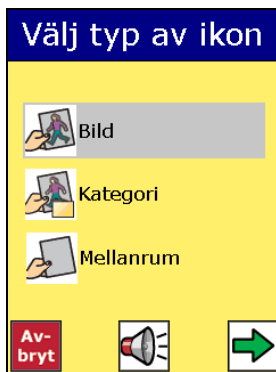 Välj typ av ikon
Bild
Kategori
Mellanrum
Av-
bryt